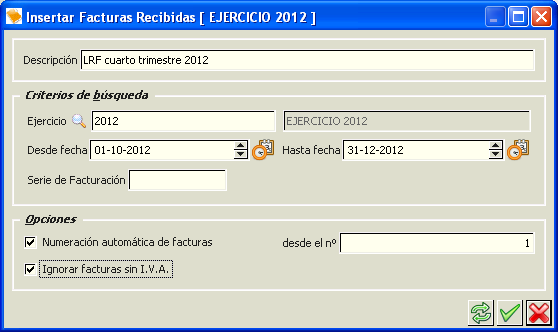 Insertar Facturas Recibidas [ EJERCICIO 2012 ]
Descripción LRF cuarto trimestre 2012
Criterios de búsqueda
Ejercicio 2012 EJERCICIO 2012
Desde fecha 01-10-2012 Hasta fecha 31-12-2012
Serie de Facturación
Opciones
Numeración automática de facturas desde el nº 1
Ignorar facturas sin I.V.A.